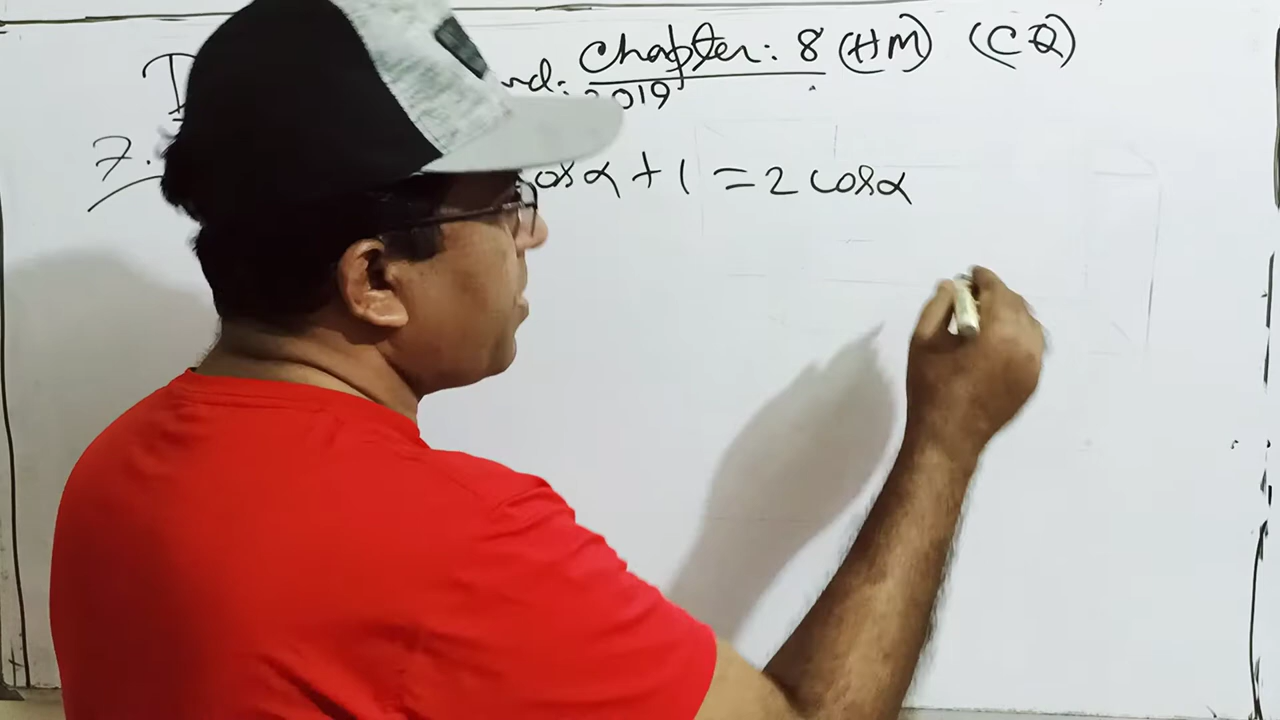 Chapter: 8 (HM) (CQ)
2019
7. cosα + 1 = 2 cosα